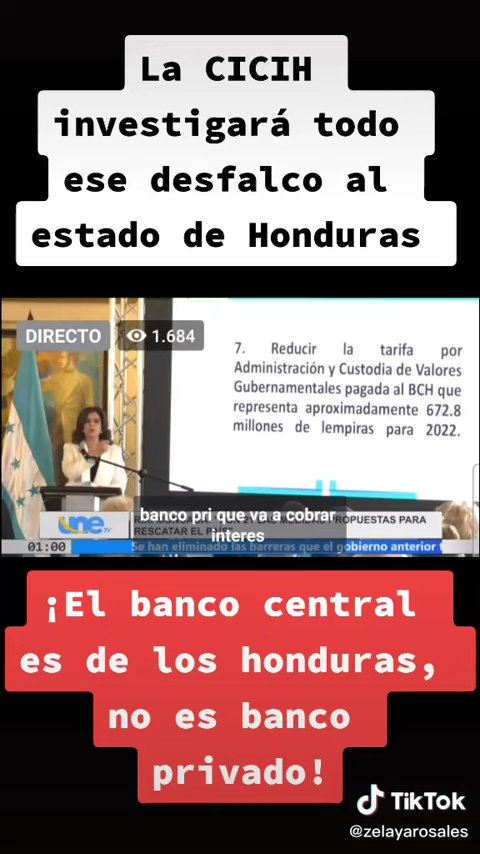 La CICIH
investigará todo
ese desfalco al
estado de Honduras
DIRECTO 1.684
7. Reducir la tarifa por
Administración y Custodia de Valores
Gubernamentales pagada al BCH que
representa aproximadamente 672.8
millones de lempiras para 2022.
banco pri que va a cobrar
interes
une TV
PROPUESTAS PARA
RESCATAR EL
01:00 Se han eliminado las barreras que el gobierno anterior
¡El banco central
es de los honduras,
no es banco
privado!
TikTok
@zelayarosales